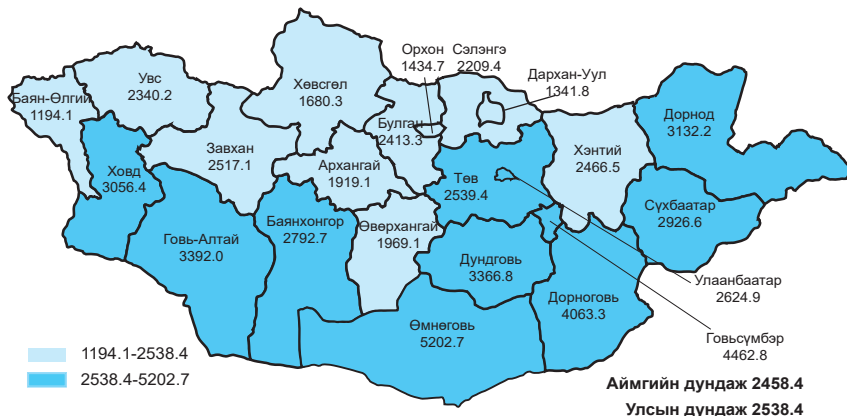 Орхон
1434.7
Сэлэнгэ
2209.4
Увс
2340.2
Хөвсгөл
1680.3
Дархан-Уул
1341.8
Баян-Өлгий
1194.1
Дорнод
3132.2
Булган
2413.3
Завхан
2517.1
Хэнтий
2466.5
Ховд
3056.4
Архангай
1919.1
Төв
2539.4
Сүхбаатар
2926.6
Говь-Алтай
3392.0
Баянхонгор
2792.7
Өвөрхангай
1969.1
Дундговь
3366.8
Улаанбаатар
2624.9
Дорноговь
4063.3
Өмнөговь
5202.7
Говьсүмбэр
4462.8
1194.1-2538.4
2538.4-5202.7
Аймгийн дундаж 2458.4
Улсын дундаж 2538.4